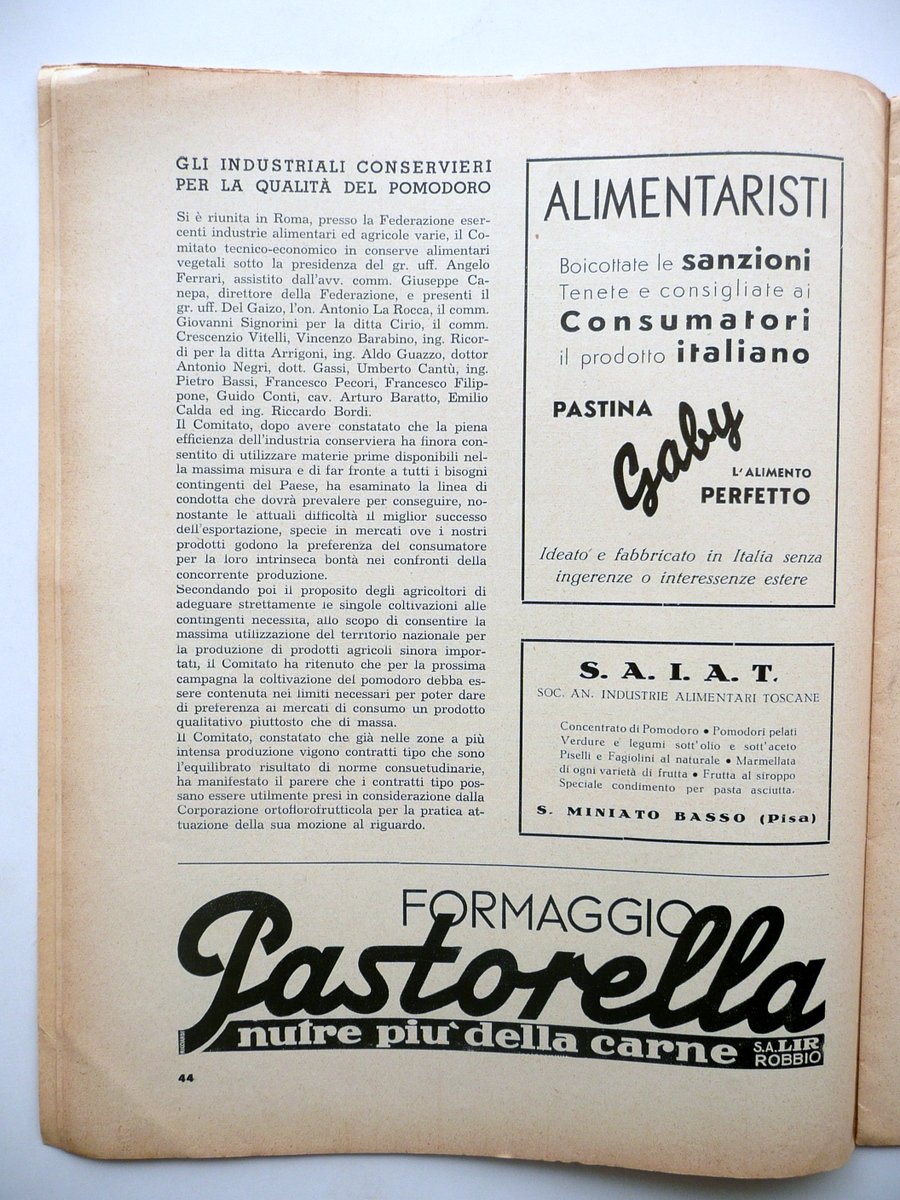 GLI INDUSTRIALI CONSERVIERI
PER LA QUALITÀ DEL POMODORO
Si è riunita in Roma, presso la Federazione eser-
centi industrie alimentari ed agricole varie, il Co-
mitato tecnico-economico in conserve alimentari
vegetali sotto la presidenza del gr. uff. Angelo
Ferrari, assistito dall'avv. comm. Giuseppe Ca-
nepa, direttore della Federazione, e presenti il
gr. uff. Del Gaizo, l'on. Antonio La Rocca, il comm.
Giovanni Signorini per la ditta Cirio, il comm.
Crescenzio Vitelli, Vincenzo Barabino, ing. Ricor-
di per la ditta Arrigoni, ing. Aldo Guazzo, dottor
Antonio Negri, dott. Gassi, Umberto Cantù, ing.
Pietro Bassi, Francesco Pecori, Francesco Filip-
pone, Guido Conti, cav. Arturo Baratto, Emilio
Calda ed ing. Riccardo Bordi.
Il Comitato, dopo avere constatato che la piena
efficienza dell'industria conserviera ha finora con-
sentito di utilizzare materie prime disponibili nel-
la massima misura e di far fronte a tutti i bisogni
contingenti del Paese, ha esaminato la linea di
condotta che dovrà prevalere per conseguire, no-
nostante le attuali difficoltà il miglior successo
dell'esportazione, specie in mercati ove i nostri
prodotti godono la preferenza del consumatore
per la loro intrinseca bontà nei confronti della
concorrente produzione.
Secondando poi il proposito degli agricoltori di
adeguare strettamente le singole coltivazioni alle
contingenti necessità, allo scopo di consentire la
massima utilizzazione del territorio nazionale per
la produzione di prodotti agricoli sinora impor-
tati, il Comitato ha ritenuto che per la prossima
campagna la coltivazione del pomodoro debba es-
sere contenuta nei limiti necessari per poter dare
di preferenza ai mercati di consumo un prodotto
qualitativo piuttosto che di massa.
Il Comitato, constatato che già nelle zone a più
intensa produzione vigono contratti tipo che sono
l'equilibrato risultato di norme consuetudinarie,
ha manifestato il parere che i contratti tipo pos-
sano essere utilmente presi in considerazione dalla
Corporazione ortoflorofrutticola per la pratica at-
tuazione della sua mozione al riguardo.
ALIMENTARISTI
Boicottate le sanzioni
Tenete e consigliate ai
Consumatori
il prodotto italiano
PASTINA
Gaby
L'ALIMENTO
PERFETTO
Ideato e fabbricato in Italia senza
ingerenze o interessenze estere
S. A. I. A. T.
SOC. AN. INDUSTRIE ALIMENTARI TOSCANE
Concentrato di Pomodoro • Pomodori pelati
Verdure e legumi sott'olio e sott'aceto
Piselli e Fagiolini al naturale • Marmellata
di ogni varietà di frutta • Frutta al siroppo
Speciale condimento per pasta asciutta.
S. MINIATO BASSO (Pisa)
FORMAGGIO
Pastorella
nutre piu' della carne
S.A. LIR
ROBBIO
44